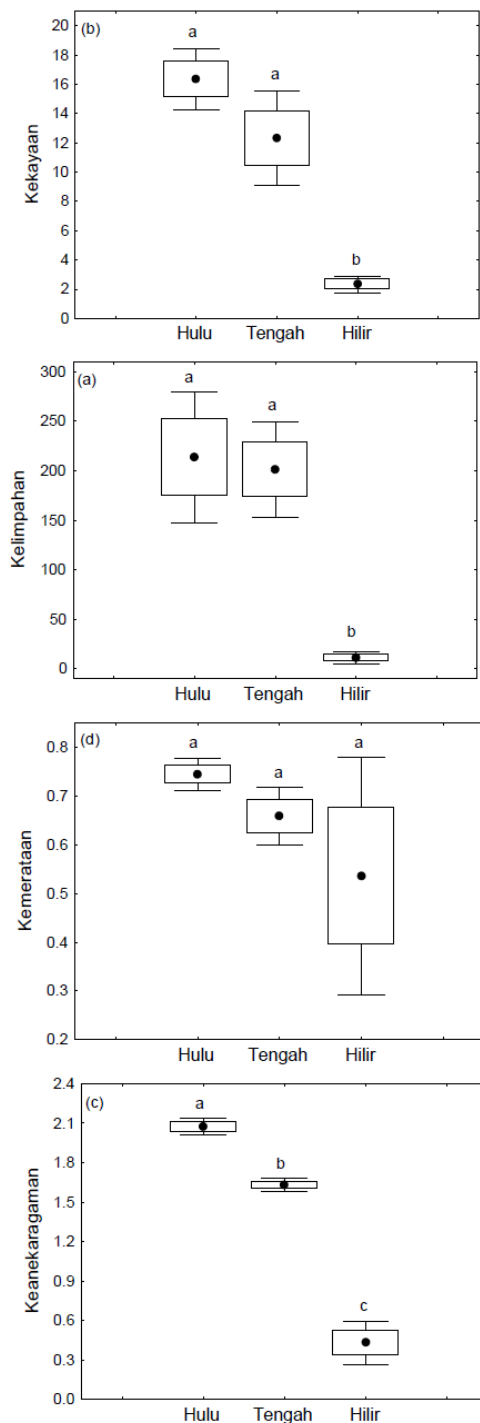 (b)
Kekayaan
20
18
16
14
12
10
8
6
4
2
0
a
a
b
Hulu Tengah Hilir
(a)
Kelimpahan
300
250
200
150
100
50
0
a
a
b
Hulu Tengah Hilir
(d)
Kemerataan
0.8
0.7
0.6
0.5
0.4
0.3
0.2
a
a
a
Hulu Tengah Hilir
(c)
Keanekaragaman
2.4
2.1
1.8
1.5
1.2
0.9
0.6
0.3
0.0
a
b
c
Hulu Tengah Hilir